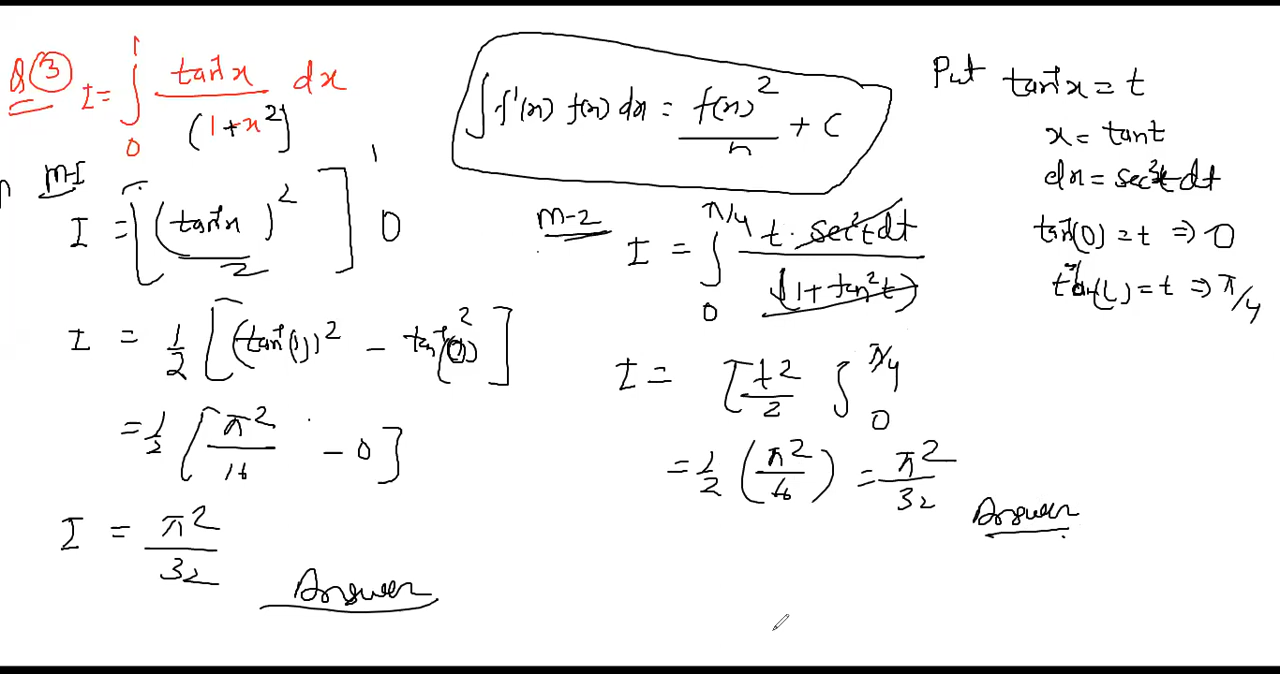 Q③ I = ∫₀¹ tan⁻¹x / (1+x²) dx
M-I
I = [(tan⁻¹x)² / 2]₀¹
I = 1/2 [(tan⁻¹(1))² - tan⁻¹(0)²]
= 1/2 [π²/16 - 0]
I = π²/32
Answer
∫ f'(x) f(x) dx = f(x)²/n + C
M-2
I = ∫₀^π/4 t · sec²t dt / (1+tan²t)
I = [t²/2]₀^π/4
= 1/2 (π²/16) = π²/32
Answer
Put tan⁻¹x = t
x = tan t
dx = sec²t dt
tan⁻¹(0) = t ⇒ 0
tan⁻¹(1) = t ⇒ π/4